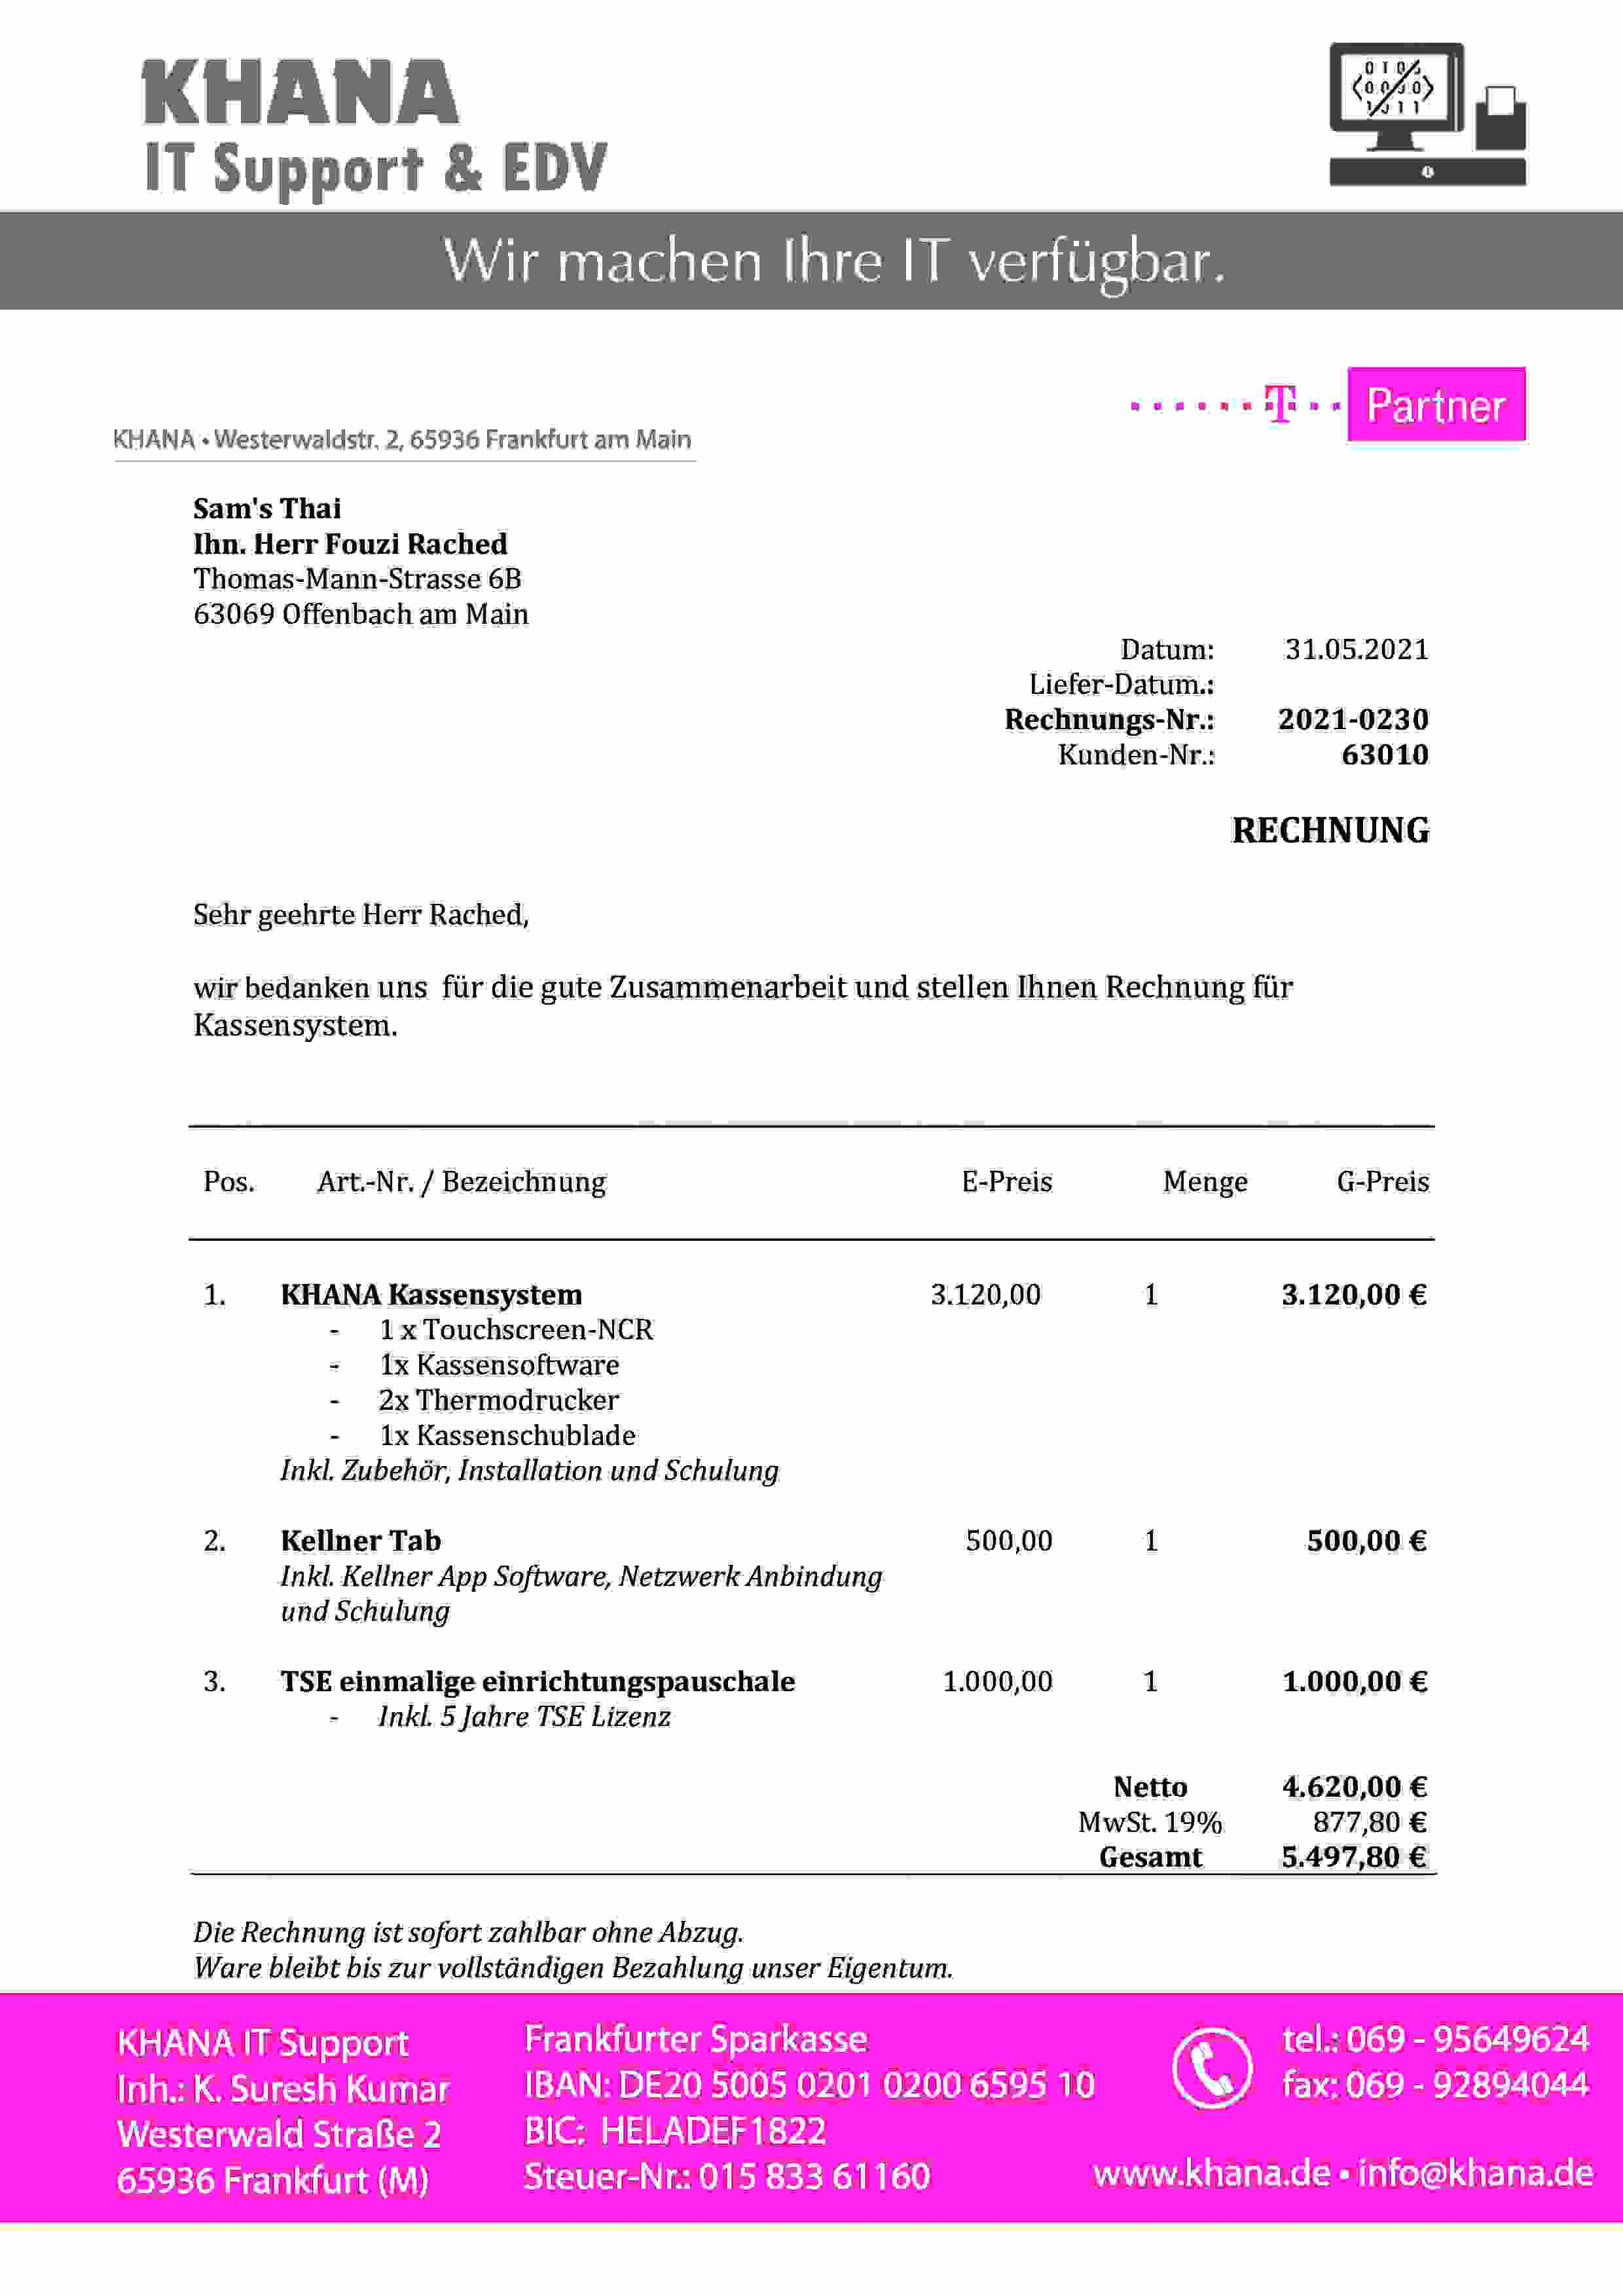 KHANA
IT Support & EDV
Wir machen Ihre IT verfügbar.
T Partner
KHANA • Westerwaldstr. 2, 65936 Frankfurt am Main
Sam's Thai
Ihn. Herr Fouzi Rached
Thomas-Mann-Strasse 6B
63069 Offenbach am Main
Datum: 31.05.2021
Liefer-Datum.:
Rechnungs-Nr.: 2021-0230
Kunden-Nr.: 63010
RECHNUNG
Sehr geehrte Herr Rached,
wir bedanken uns für die gute Zusammenarbeit und stellen Ihnen Rechnung für
Kassensystem.
Pos. Art.-Nr. / Bezeichnung E-Preis Menge G-Preis
1. KHANA Kassensystem 3.120,00 1 3.120,00 €
- 1 x Touchscreen-NCR
- 1x Kassensoftware
- 2x Thermodrucker
- 1x Kassenschublade
Inkl. Zubehör, Installation und Schulung
2. Kellner Tab 500,00 1 500,00 €
Inkl. Kellner App Software, Netzwerk Anbindung
und Schulung
3. TSE einmalige einrichtungspauschale 1.000,00 1 1.000,00 €
- Inkl. 5 Jahre TSE Lizenz
Netto 4.620,00 €
MwSt. 19% 877,80 €
Gesamt 5.497,80 €
Die Rechnung ist sofort zahlbar ohne Abzug.
Ware bleibt bis zur vollständigen Bezahlung unser Eigentum.
KHANA IT Support
Inh.: K. Suresh Kumar
Westerwald Straße 2
65936 Frankfurt (M)
Frankfurter Sparkasse
IBAN: DE20 5005 0201 0200 6595 10
BIC: HELADEF1822
Steuer-Nr.: 015 833 61160
tel.: 069 - 95649624
fax: 069 - 92894044
www.khana.de • info@khana.de